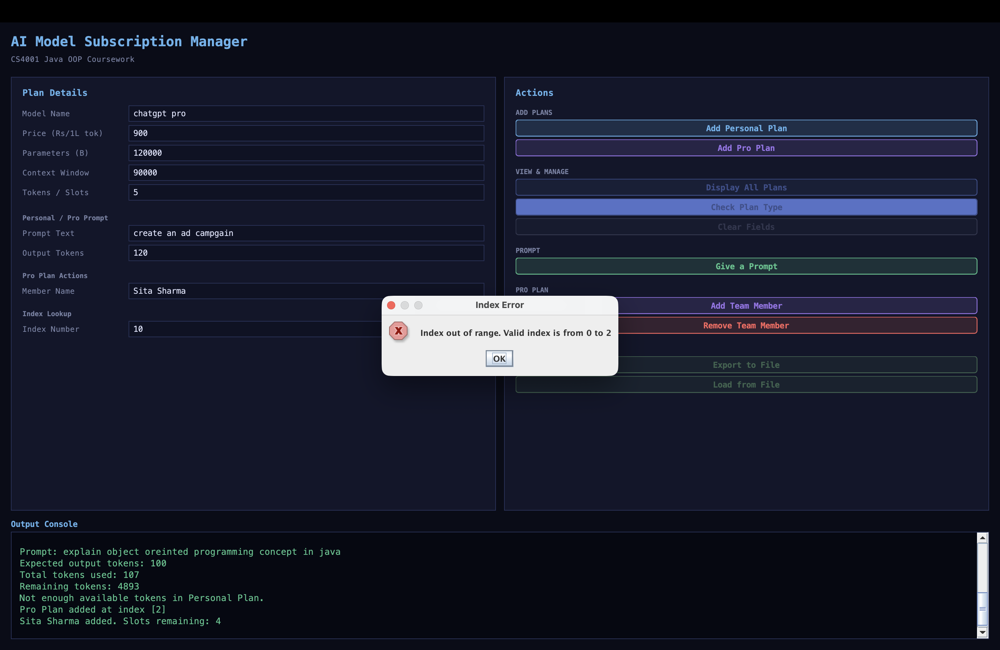 AI Model Subscription Manager
CS4001 Java OOP Coursework
Plan Details
Model Name
chatgpt pro
Price (Rs/1L tok)
900
Parameters (B)
120000
Context Window
90000
Tokens / Slots
5
Personal / Pro Prompt
Prompt Text
create an ad campgain
Output Tokens
120
Pro Plan Actions
Member Name
Sita Sharma
Index Lookup
Index Number
10
Actions
ADD PLANS
Add Personal Plan
Add Pro Plan
VIEW & MANAGE
Display All Plans
Check Plan Type
Clear Fields
PROMPT
Give a Prompt
PRO PLAN
Add Team Member
Remove Team Member
Export to File
Load from File
Index Error
X
Index out of range. Valid index is from 0 to 2
OK
Output Console
Prompt: explain object oreinted programming concept in java
Expected output tokens: 100
Total tokens used: 107
Remaining tokens: 4893
Not enough available tokens in Personal Plan.
Pro Plan added at index [2]
Sita Sharma added. Slots remaining: 4